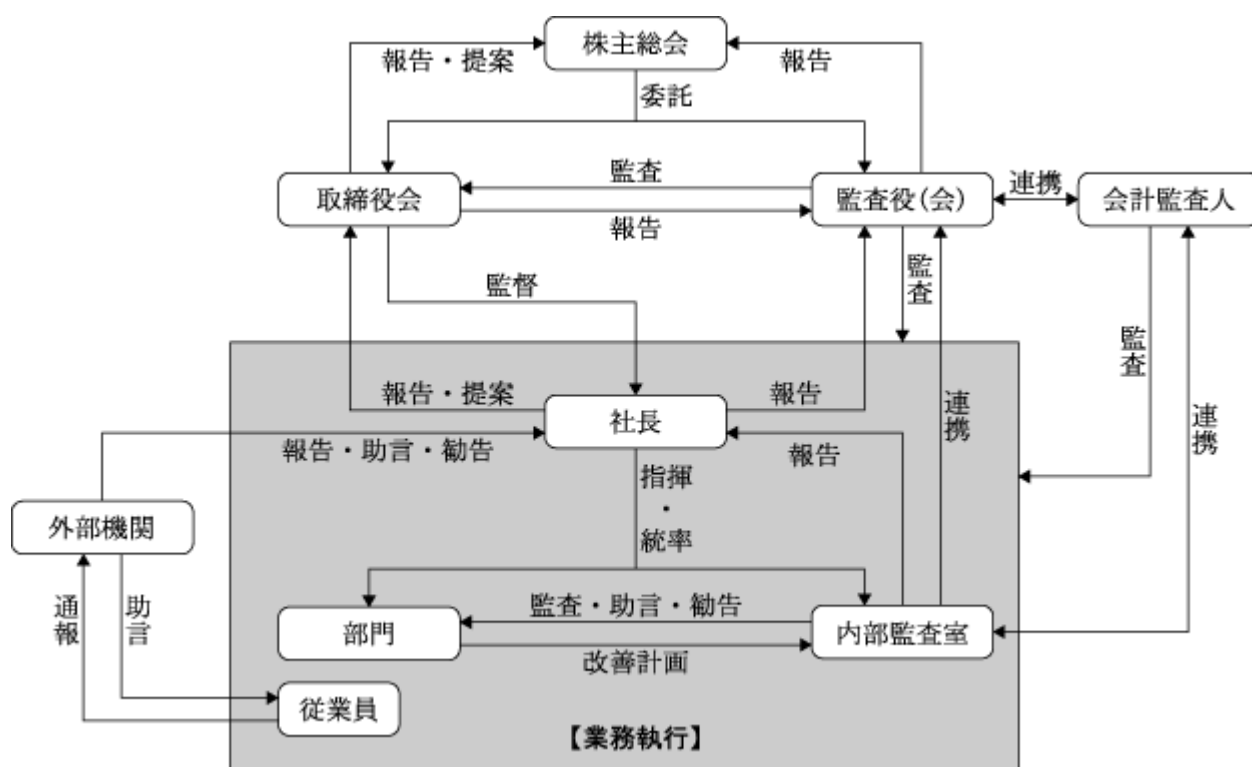 株主総会
報告・提案
報告
委託
取締役会
監査
報告
監査役(会)
連携
会計監査人
監督
監査
監査
連携
連携
報告・提案
社長
報告
報告・助言・勧告
報告
外部機関
指揮
・
統率
通報
助言
部門
監査・助言・勧告
改善計画
内部監査室
従業員
【業務執行】